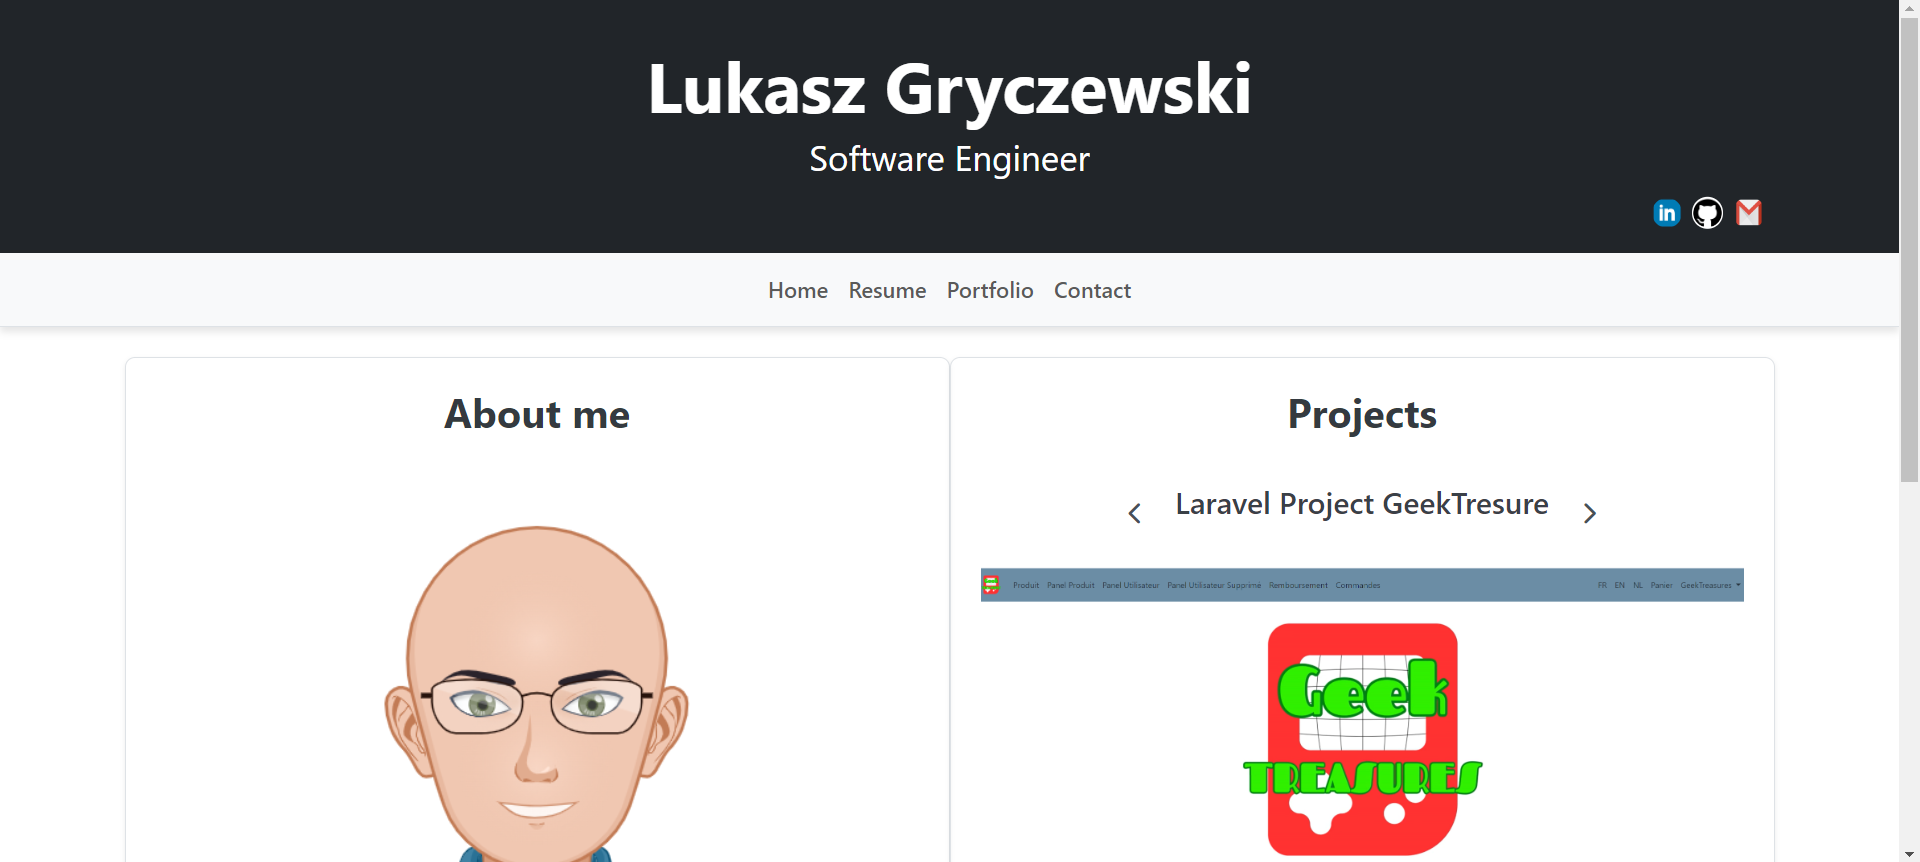 Lukasz Gryczewski
Software Engineer
in
Home Resume Portfolio Contact
About me
Projects
Laravel Project GeekTresure
Produit Panel Produit Panel Utilisateur Panel Utilisateur Supprimé Remboursement Commandes FR EN NL Panier GeekTreasures
Geek
TREASURES